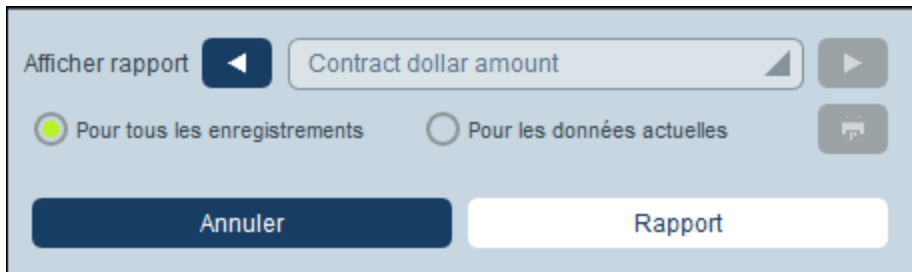 Afficher rapport Contract dollar amount
Pour tous les enregistrements Pour les données actuelles
Annuler Rapport